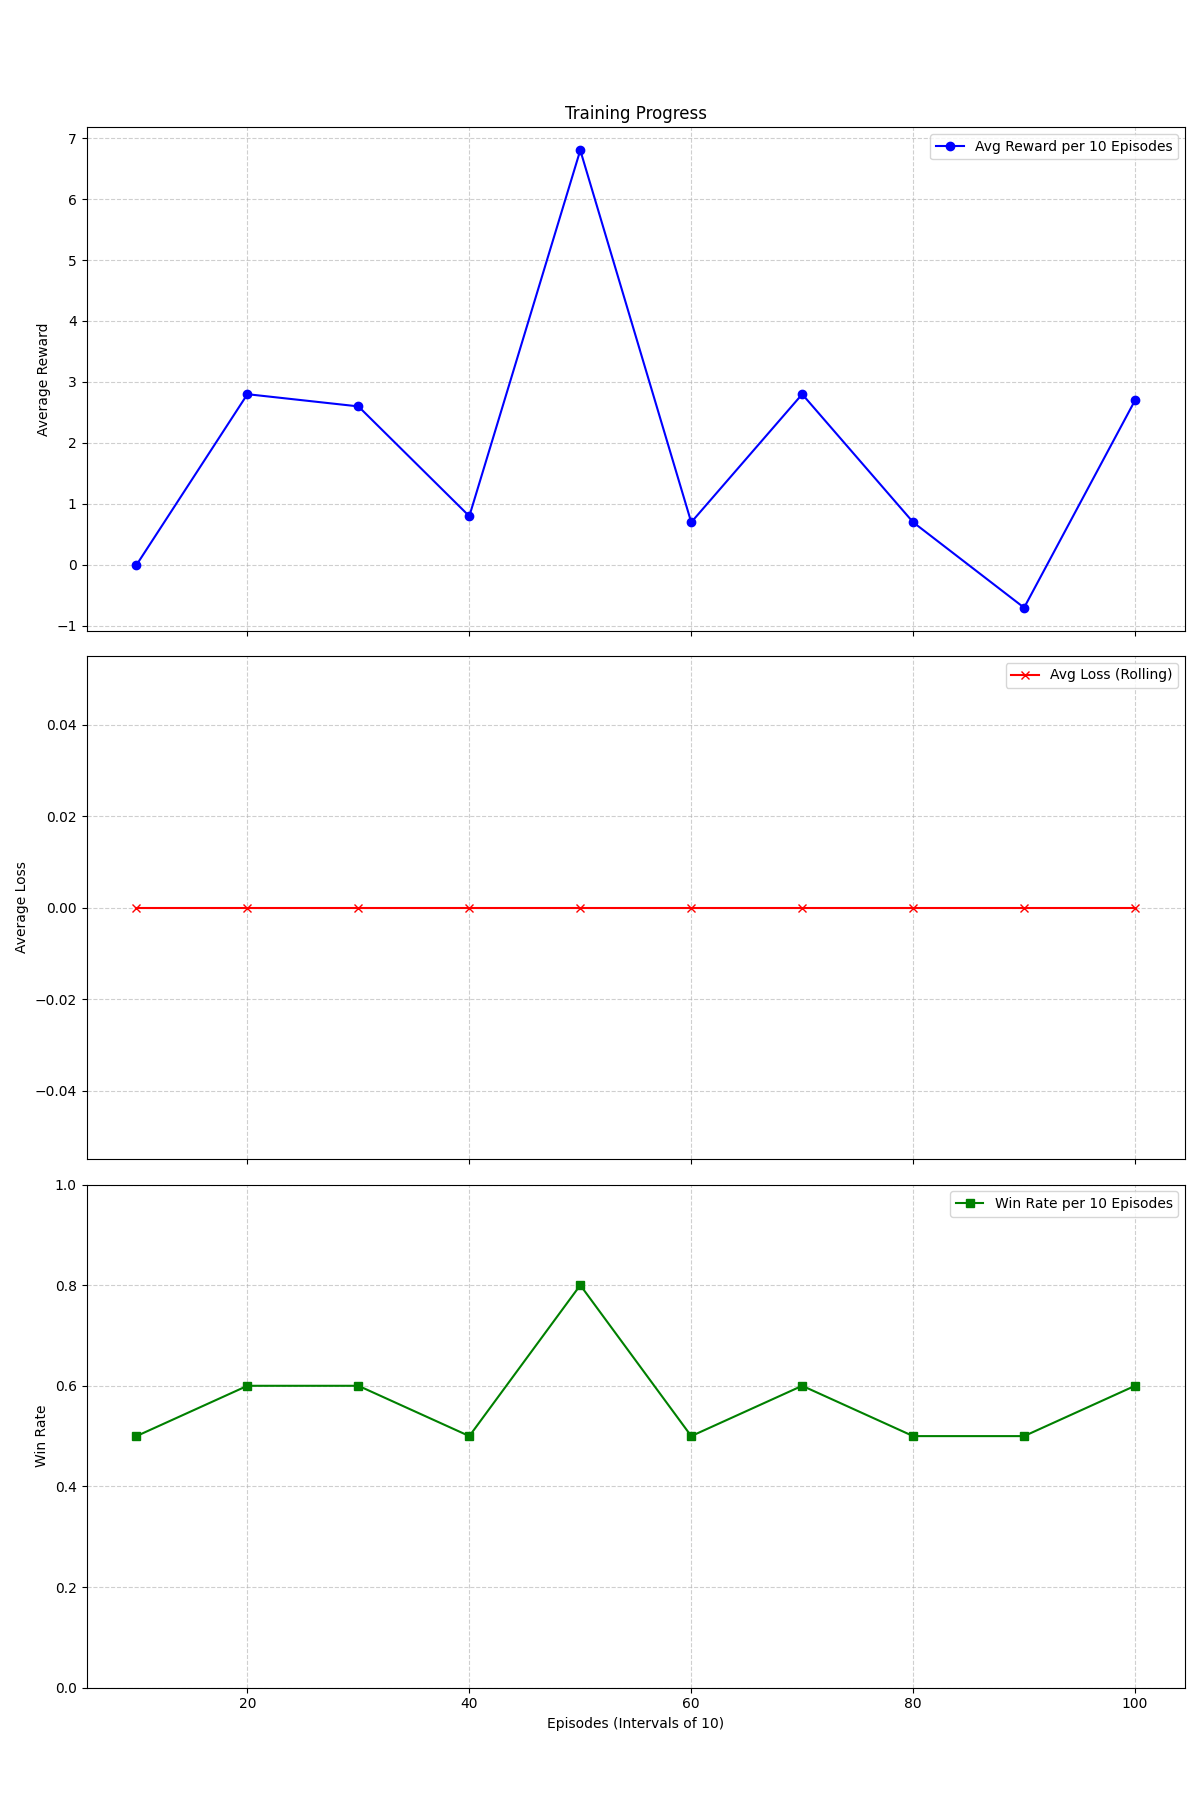 Training Progress
Avg Reward per 10 Episodes
7
6
5
4
3
2
1
0
−1
Average Reward
Avg Loss (Rolling)
0.04
0.02
0.00
−0.02
−0.04
Average Loss
Win Rate per 10 Episodes
1.0
0.8
0.6
0.4
0.2
0.0
Win Rate
20 40 60 80 100
Episodes (Intervals of 10)